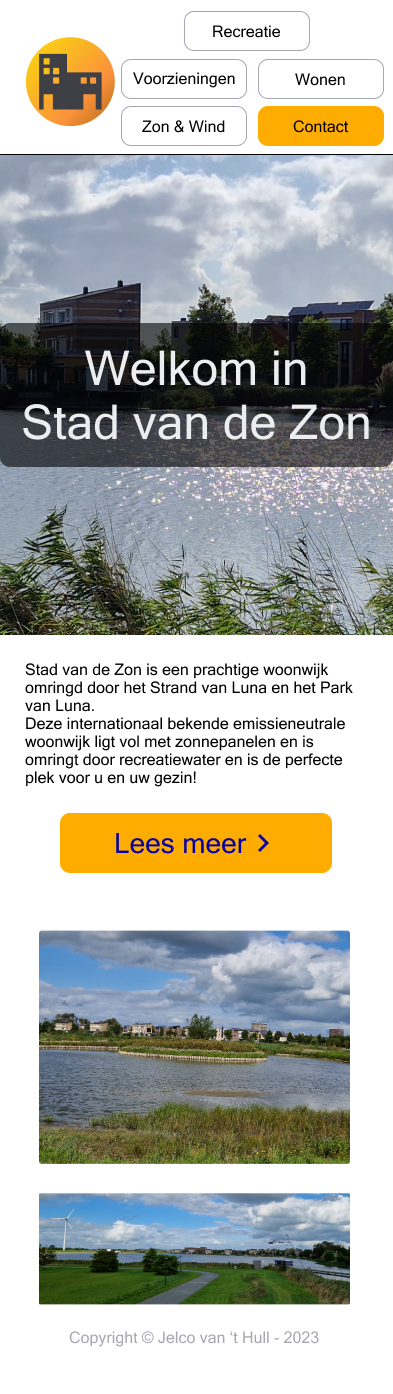 Recreatie
Voorzieningen
Wonen
Zon & Wind
Contact
Welkom in
Stad van de Zon
Stad van de Zon is een prachtige woonwijk
omringd door het Strand van Luna en het Park
van Luna.
Deze internationaal bekende emissieneutrale
woonwijk ligt vol met zonnepanelen en is
omringt door recreatiewater en is de perfecte
plek voor u en uw gezin!
Lees meer
Copyright © Jelco van ‘t Hull - 2023